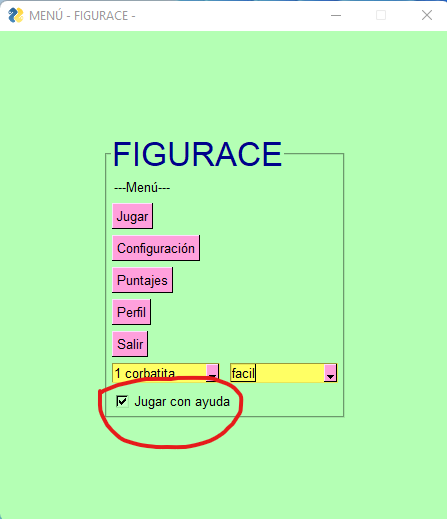 MENÚ - FIGURACE -
FIGURACE
---Menú---
Jugar
Configuración
Puntajes
Perfil
Salir
1 corbatita facil
Jugar con ayuda